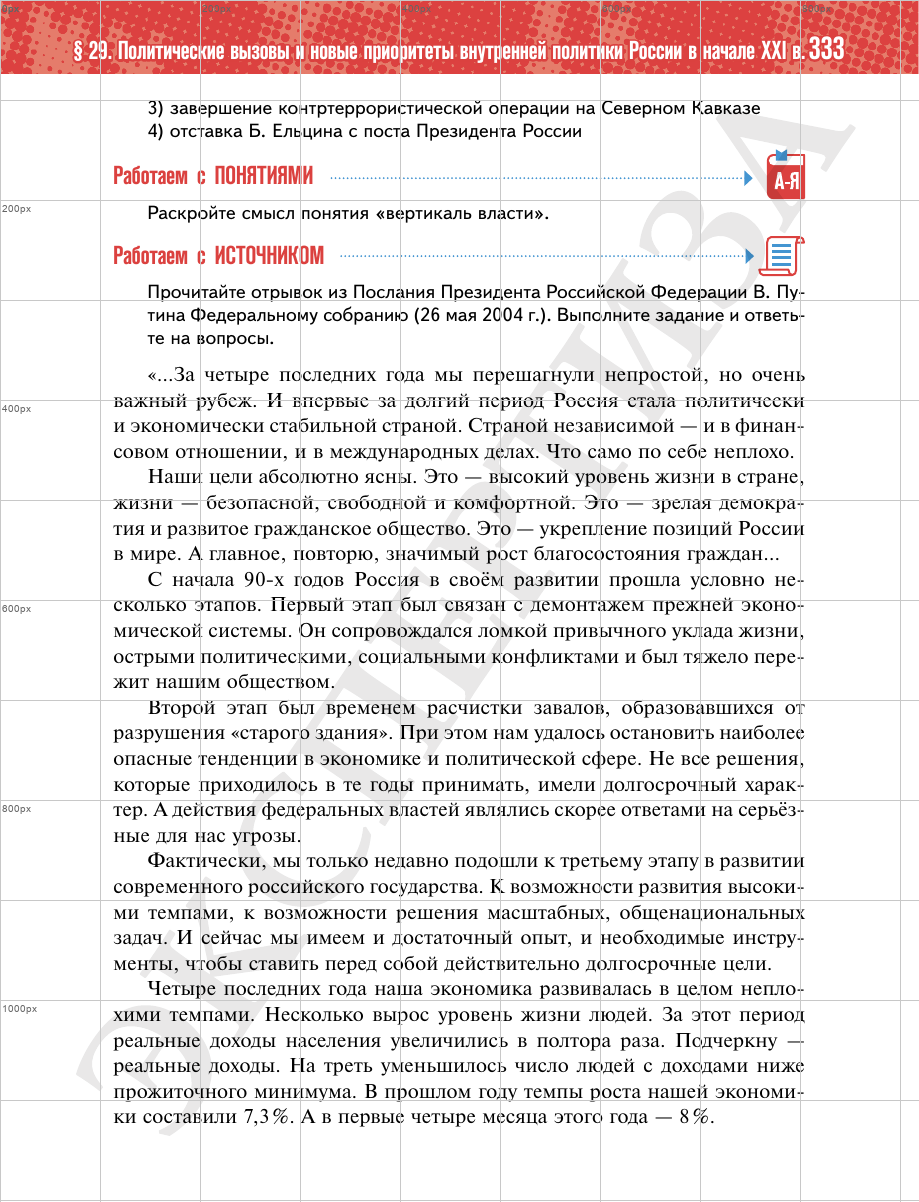 § 29. Политические вызовы и новые приоритеты внутренней политики России в начале XXI в. 333
3) завершение контртеррористической операции на Северном Кавказе
4) отставка Б. Ельцина с поста Президента России
Работаем с ПОНЯТИЯМИ
А-Я
Раскройте смысл понятия «вертикаль власти».
200px
Работаем с ИСТОЧНИКОМ
Прочитайте отрывок из Послания Президента Российской Федерации В. Пу-
тина Федеральному собранию (26 мая 2004 г.). Выполните задание и ответь-
те на вопросы.
«...За четыре последних года мы перешагнули непростой, но очень
важный рубеж. И впервые за долгий период Россия стала политически
400px
и экономически стабильной страной. Страной независимой — и в финан-
совом отношении, и в международных делах. Что само по себе неплохо.
Наши цели абсолютно ясны. Это — высокий уровень жизни в стране,
жизни — безопасной, свободной и комфортной. Это — зрелая демокра-
тия и развитое гражданское общество. Это — укрепление позиций России
в мире. А главное, повторю, значимый рост благосостояния граждан...
С начала 90-х годов Россия в своём развитии прошла условно не-
сколько этапов. Первый этап был связан с демонтажем прежней эконо-
600px
мической системы. Он сопровождался ломкой привычного уклада жизни,
острыми политическими, социальными конфликтами и был тяжело пере-
жит нашим обществом.
Второй этап был временем расчистки завалов, образовавшихся от
разрушения «старого здания». При этом нам удалось остановить наиболее
опасные тенденции в экономике и политической сфере. Не все решения,
которые приходилось в те годы принимать, имели долгосрочный харак-
тер. А действия федеральных властей являлись скорее ответами на серьёз-
800px
ные для нас угрозы.
Фактически, мы только недавно подошли к третьему этапу в развитии
современного российского государства. К возможности развития высоки-
ми темпами, к возможности решения масштабных, общенациональных
задач. И сейчас мы имеем и достаточный опыт, и необходимые инстру-
менты, чтобы ставить перед собой действительно долгосрочные цели.
Четыре последних года наша экономика развивалась в целом непло-
хими темпами. Несколько вырос уровень жизни людей. За этот период
1000px
реальные доходы населения увеличились в полтора раза. Подчеркну —
реальные доходы. На треть уменьшилось число людей с доходами ниже
прожиточного минимума. В прошлом году темпы роста нашей экономи-
ки составили 7,3%. А в первые четыре месяца этого года — 8%.
ЭКСПЕРТИЗА